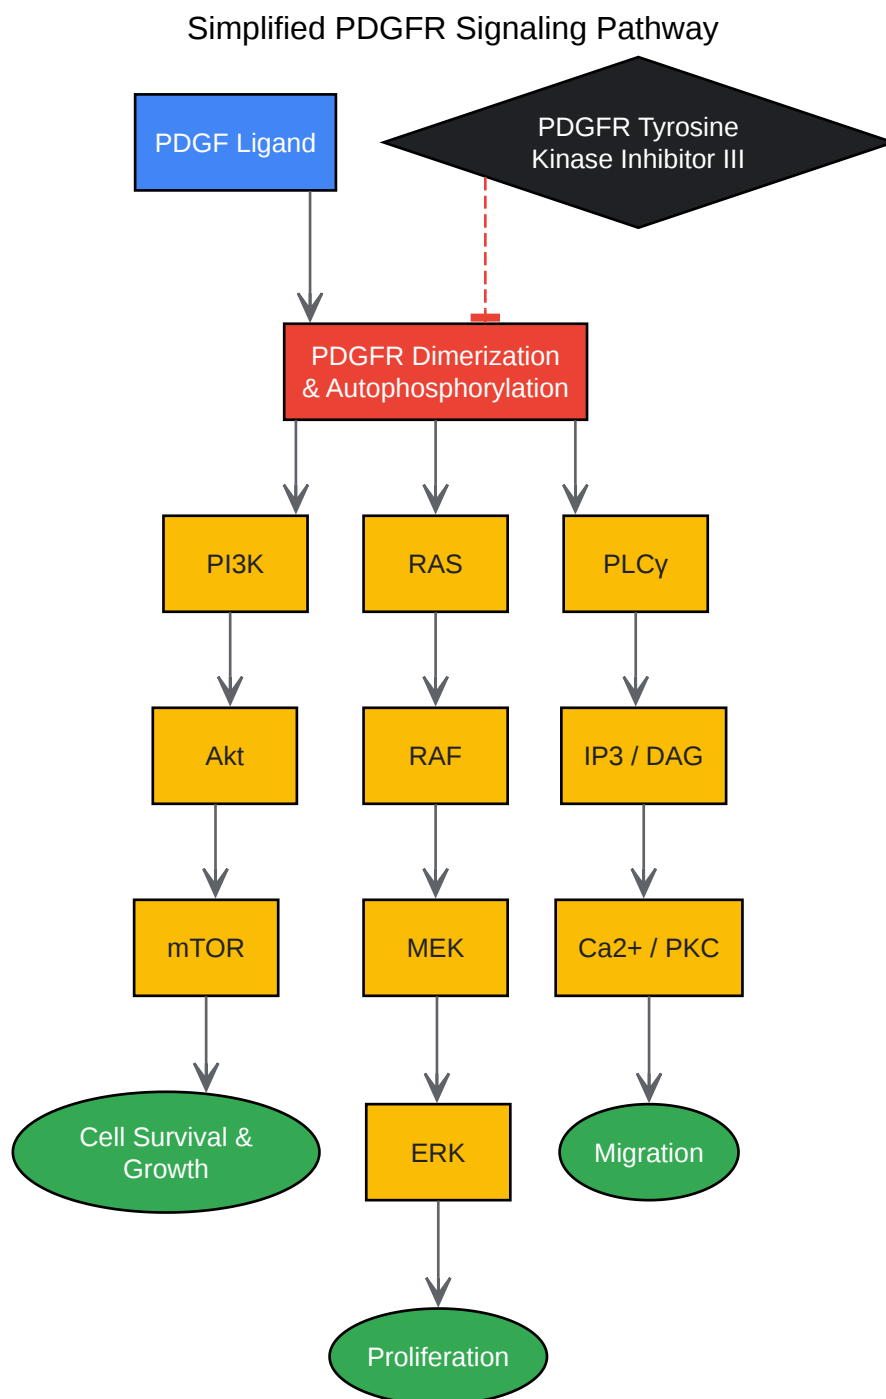 Simplified PDGFR Signaling Pathway
PDGF Ligand
PDGFR Tyrosine
Kinase Inhibitor III
PDGFR Dimerization
& Autophosphorylation
PI3K
RAS
PLCγ
Akt
RAF
IP3 / DAG
mTOR
MEK
Ca2+ / PKC
Cell Survival &
Growth
ERK
Migration
Proliferation